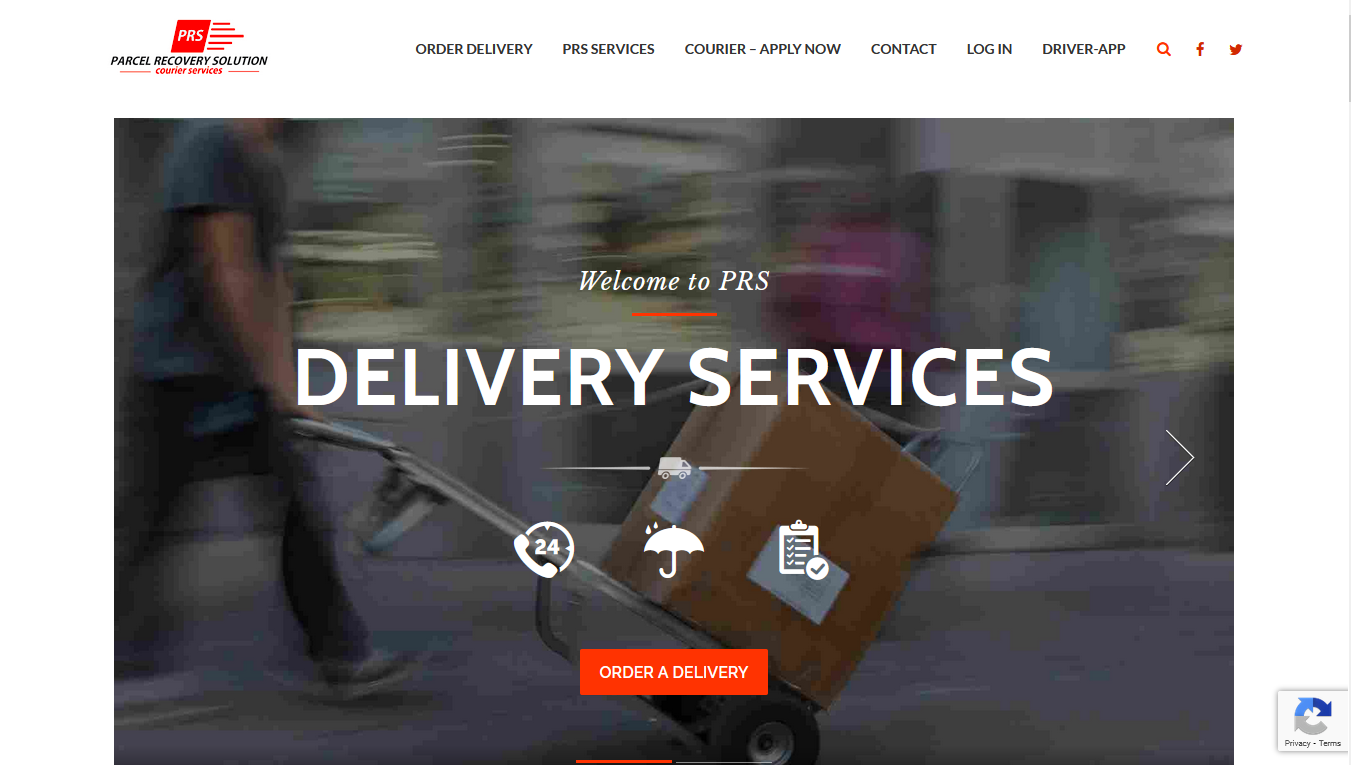 PRS
PARCEL RECOVERY SOLUTION
courier services
ORDER DELIVERY
PRS SERVICES
COURIER – APPLY NOW
CONTACT
LOG IN
DRIVER-APP
Welcome to PRS
DELIVERY SERVICES
24
ORDER A DELIVERY
Privacy - Terms